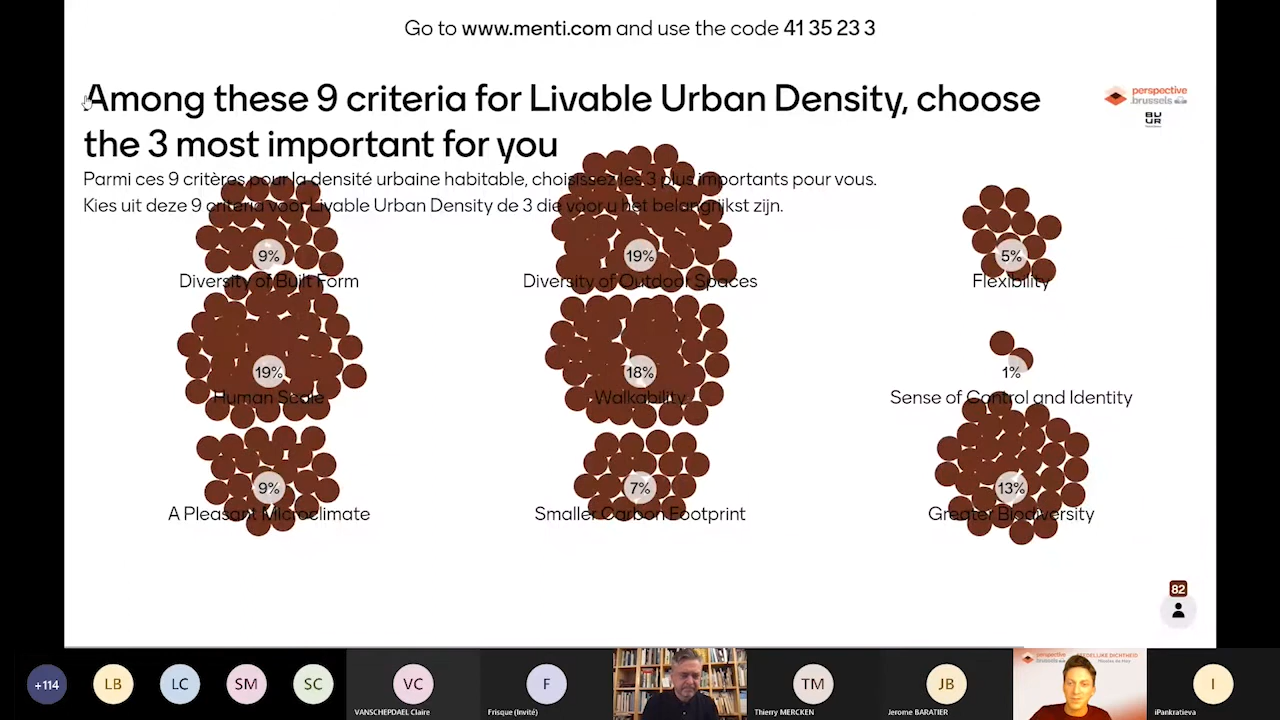 Go to www.menti.com and use the code 41 35 23 3
Among these 9 criteria for Livable Urban Density, choose
the 3 most important for you
perspective
.brussels
BU
UR
Parmi ces 9 critères pour la densité urbaine habitable, choisissez les 3 plus importants pour vous.
Kies uit deze 9 criteria voor Livable Urban Density de 3 die voor u het belangrijkst zijn.
9%
Diversity of Built Form
19%
Diversity of Outdoor Spaces
5%
Flexibility
19%
Human Scale
18%
Walkability
1%
Sense of Control and Identity
9%
A Pleasant Microclimate
7%
Smaller Carbon Footprint
13%
Greater Biodiversity
82
+114
LB
LC
SM
SC
VC
VANSCHEPDAEL Claire
F
Frisque (Invité)
TM
Thierry MERCKEN
JB
Jerome BARATIER
perspective
.brussels
DICHTHEID
I
iPankratieva